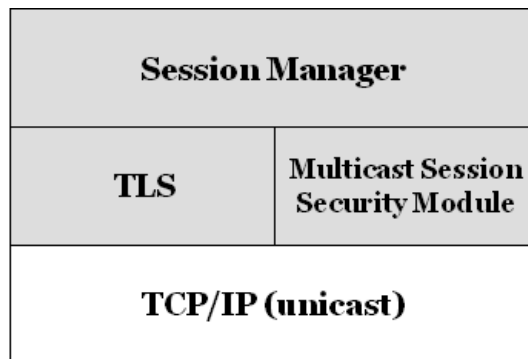 Session Manager
TLS
Multicast Session
Security Module
TCP/IP (unicast)